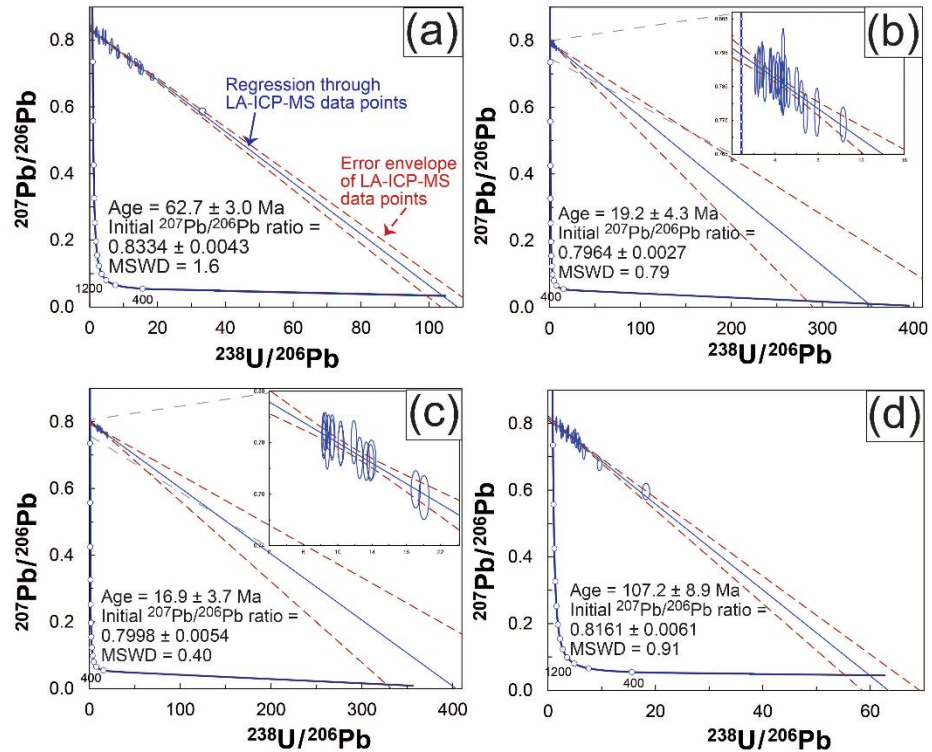 (a)
0.8
0.6
0.4
0.2
0.0
207Pb/206Pb
Regression through
LA-ICP-MS data points
Error envelope
of LA-ICP-MS
data points
Age = 62.7 ± 3.0 Ma
Initial 207Pb/206Pb ratio =
0.8334 ± 0.0043
MSWD = 1.6
1200
400
0 20 40 60 80 100
238U/206Pb
(b)
0.8
0.6
0.4
0.2
0.0
207Pb/206Pb
Age = 19.2 ± 4.3 Ma
Initial 207Pb/206Pb ratio =
0.7964 ± 0.0027
MSWD = 0.79
400
0 100 200 300 400
238U/206Pb
(c)
0.8
0.6
0.4
0.2
0.0
207Pb/206Pb
Age = 16.9 ± 3.7 Ma
Initial 207Pb/206Pb ratio =
0.7998 ± 0.0054
MSWD = 0.40
400
0 100 200 300 400
238U/206Pb
(d)
0.8
0.6
0.4
0.2
0.0
207Pb/206Pb
Age = 107.2 ± 8.9 Ma
Initial 207Pb/206Pb ratio =
0.8161 ± 0.0061
MSWD = 0.91
1200
400
0 20 40 60
238U/206Pb